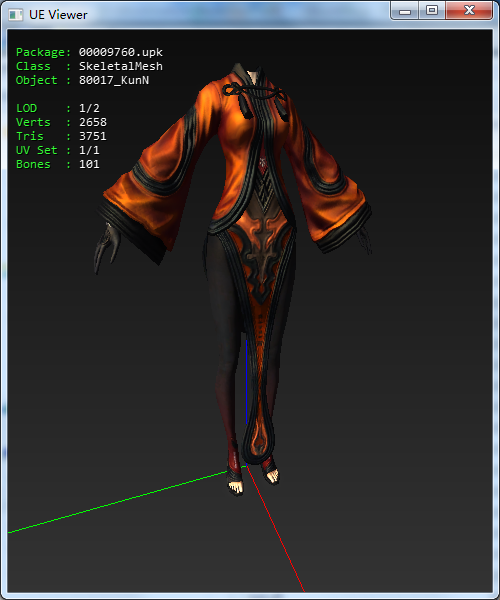 UE Viewer
Package: 00009760.upk
Class : SkeletalMesh
Object : 80017_KunN
LOD : 1/2
Verts : 2658
Tris : 3751
UV Set : 1/1
Bones : 101